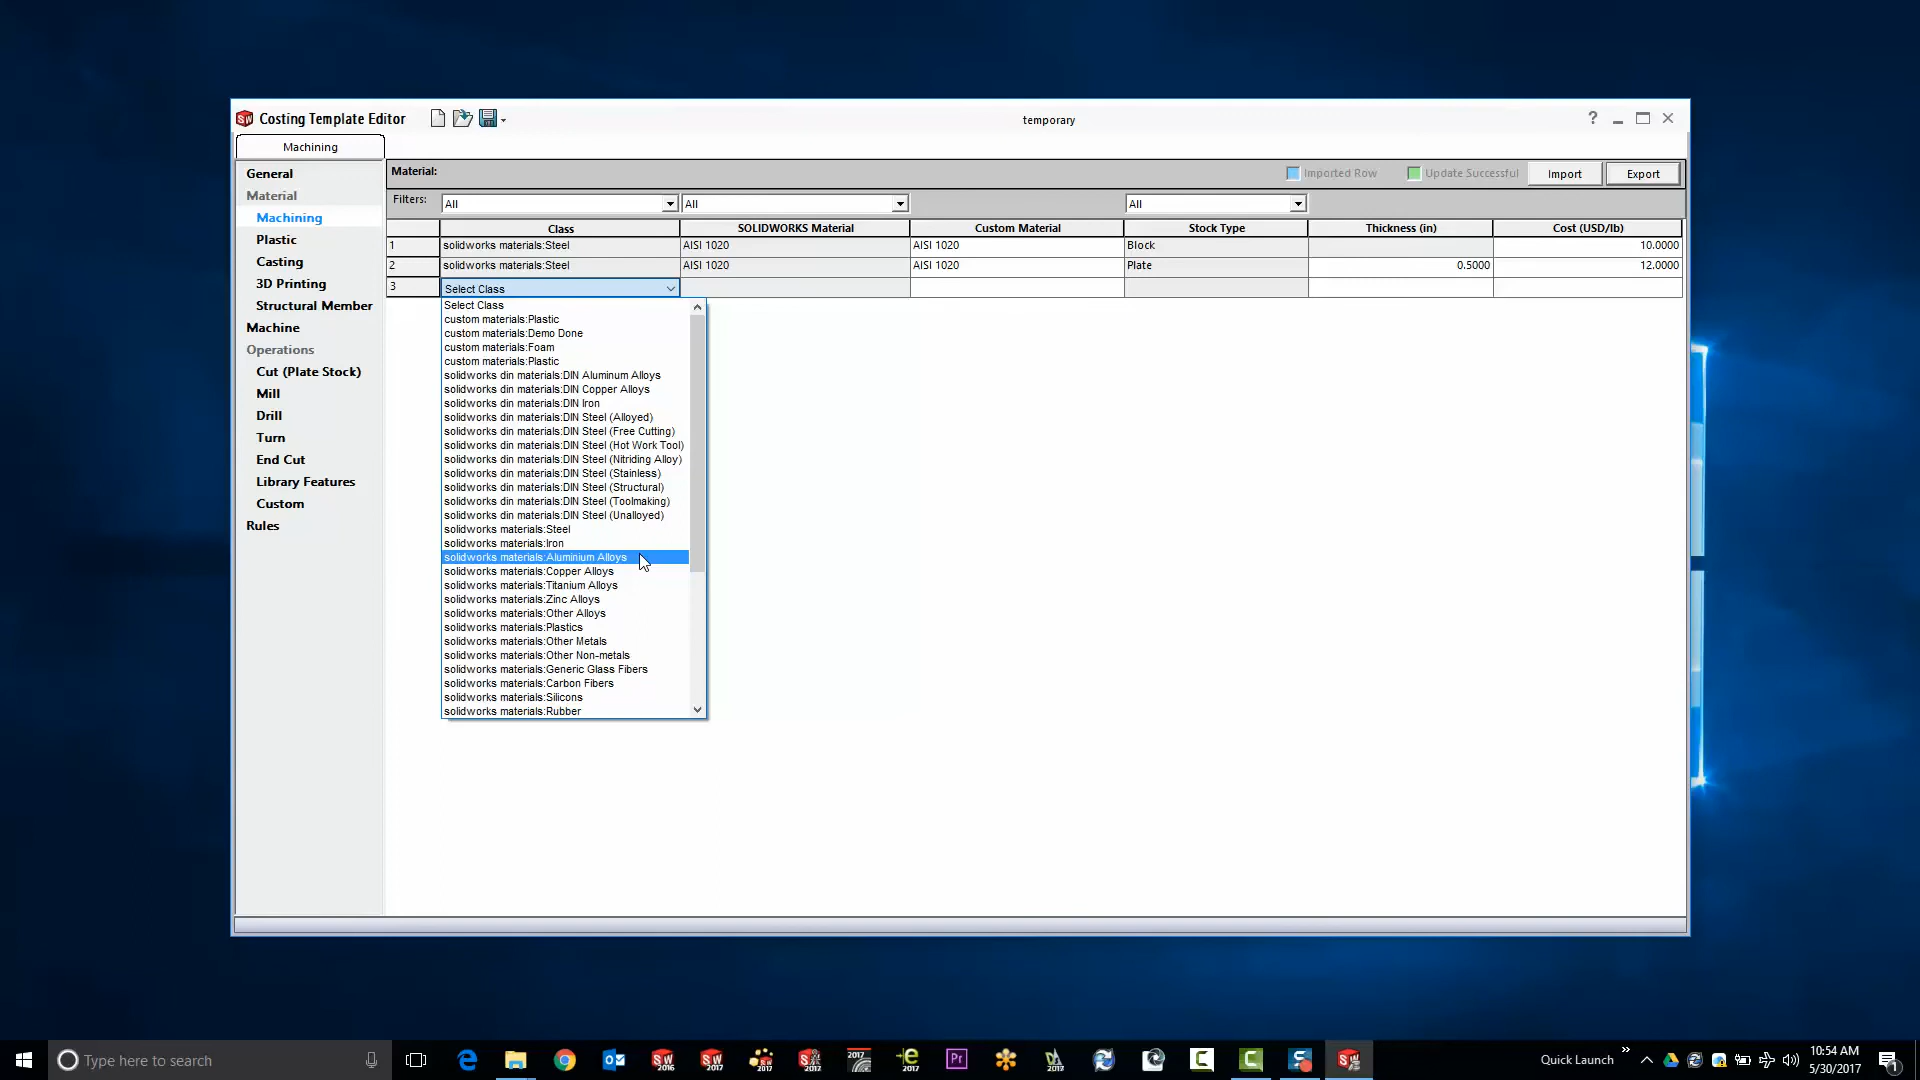 Costing Template Editor
temporary
?
Machining
General
Material
Machining
Plastic
Casting
3D Printing
Structural Member
Machine
Operations
Cut (Plate Stock)
Mill
Drill
Turn
End Cut
Library Features
Custom
Rules
Material:
Imported Row
Update Successful
Import
Export
Filters:
All
All
All
Class
SOLIDWORKS Material
Custom Material
Stock Type
Thickness (in)
Cost (USD/lb)
1 solidworks materials:Steel AISI 1020 AISI 1020 Block 10.0000
2 solidworks materials:Steel AISI 1020 AISI 1020 Plate 0.5000 12.0000
3 Select Class
Select Class
custom materials:Plastic
custom materials:Demo Done
custom materials:Foam
custom materials:Plastic
solidworks din materials:DIN Aluminum Alloys
solidworks din materials:DIN Copper Alloys
solidworks din materials:DIN Iron
solidworks din materials:DIN Steel (Alloyed)
solidworks din materials:DIN Steel (Free Cutting)
solidworks din materials:DIN Steel (Hot Work Tool)
solidworks din materials:DIN Steel (Nitriding Alloy)
solidworks din materials:DIN Steel (Stainless)
solidworks din materials:DIN Steel (Structural)
solidworks din materials:DIN Steel (Toolmaking)
solidworks din materials:DIN Steel (Unalloyed)
solidworks materials:Steel
solidworks materials:Iron
solidworks materials:Aluminium Alloys
solidworks materials:Copper Alloys
solidworks materials:Titanium Alloys
solidworks materials:Zinc Alloys
solidworks materials:Other Alloys
solidworks materials:Plastics
solidworks materials:Other Metals
solidworks materials:Other Non-metals
solidworks materials:Generic Glass Fibers
solidworks materials:Carbon Fibers
solidworks materials:Silicons
solidworks materials:Rubber
Type here to search
SW 2016
SW 2017
2017
2017
2017
e 2017
Pr
2017
C
C
S
Quick Launch
10:54 AM
5/30/2017
1